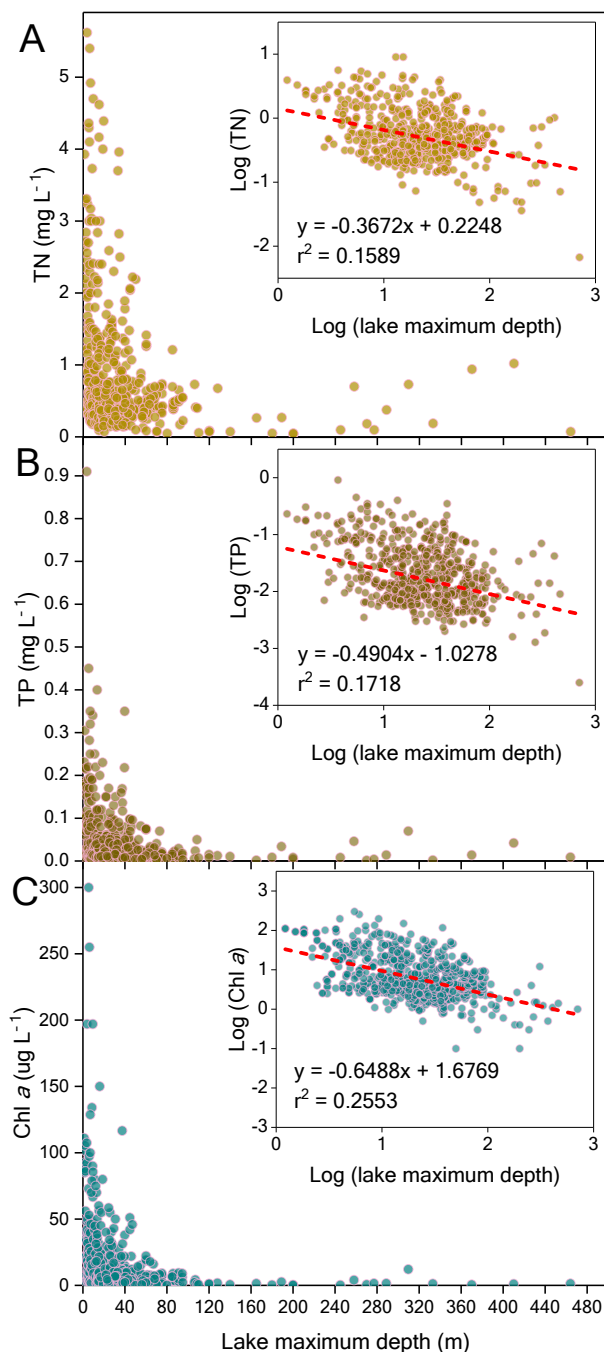 A
TN (mg L⁻¹)
5
4
3
2
1
0
Log (TN)
1
0
-1
-2
y = -0.3672x + 0.2248
r² = 0.1589
0 1 2 3
Log (lake maximum depth)
B
TP (mg L⁻¹)
0.9
0.8
0.7
0.6
0.5
0.4
0.3
0.2
0.1
0.0
Log (TP)
0
-1
-2
-3
-4
y = -0.4904x - 1.0278
r² = 0.1718
0 1 2 3
Log (lake maximum depth)
C
Chl a (ug L⁻¹)
300
250
200
150
100
50
0
Log (Chl a)
3
2
1
0
-1
-2
-3
y = -0.6488x + 1.6769
r² = 0.2553
0 1 2 3
Log (lake maximum depth)
0 40 80 120 160 200 240 280 320 360 400 440 480
Lake maximum depth (m)